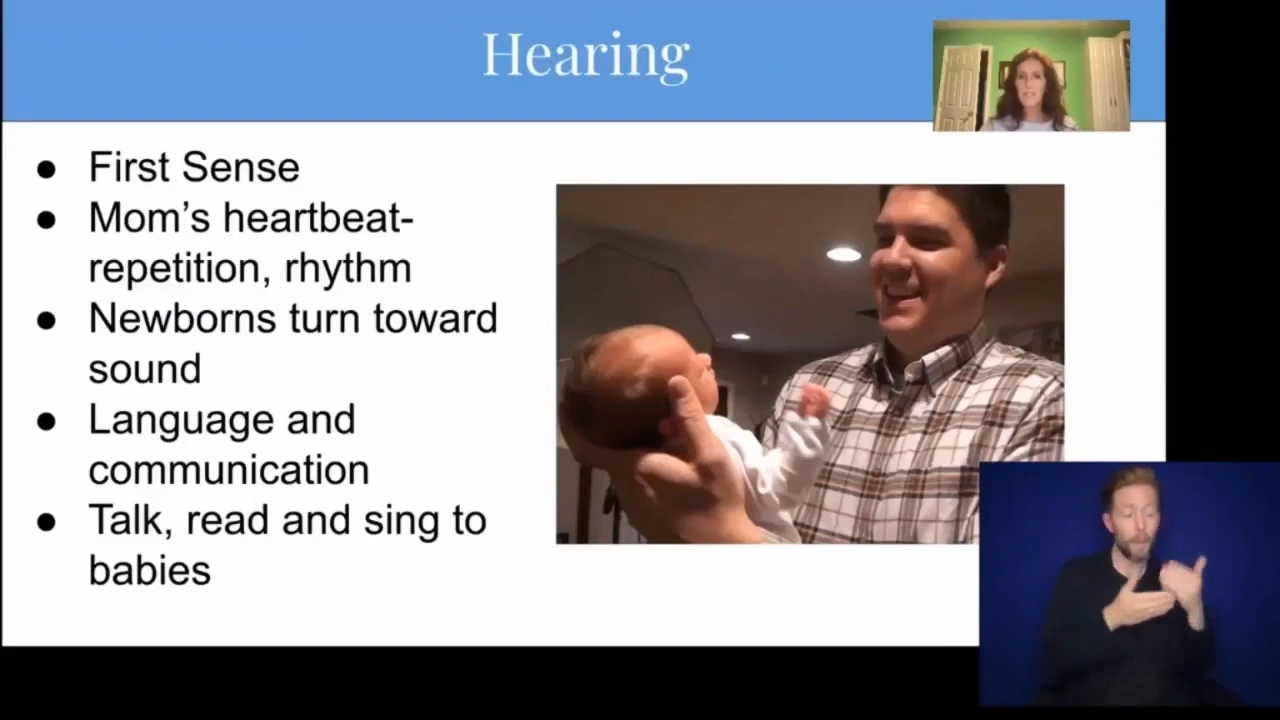 Hearing
First Sense
Mom's heartbeat-
repetition, rhythm
Newborns turn toward
sound
Language and
communication
Talk, read and sing to
babies